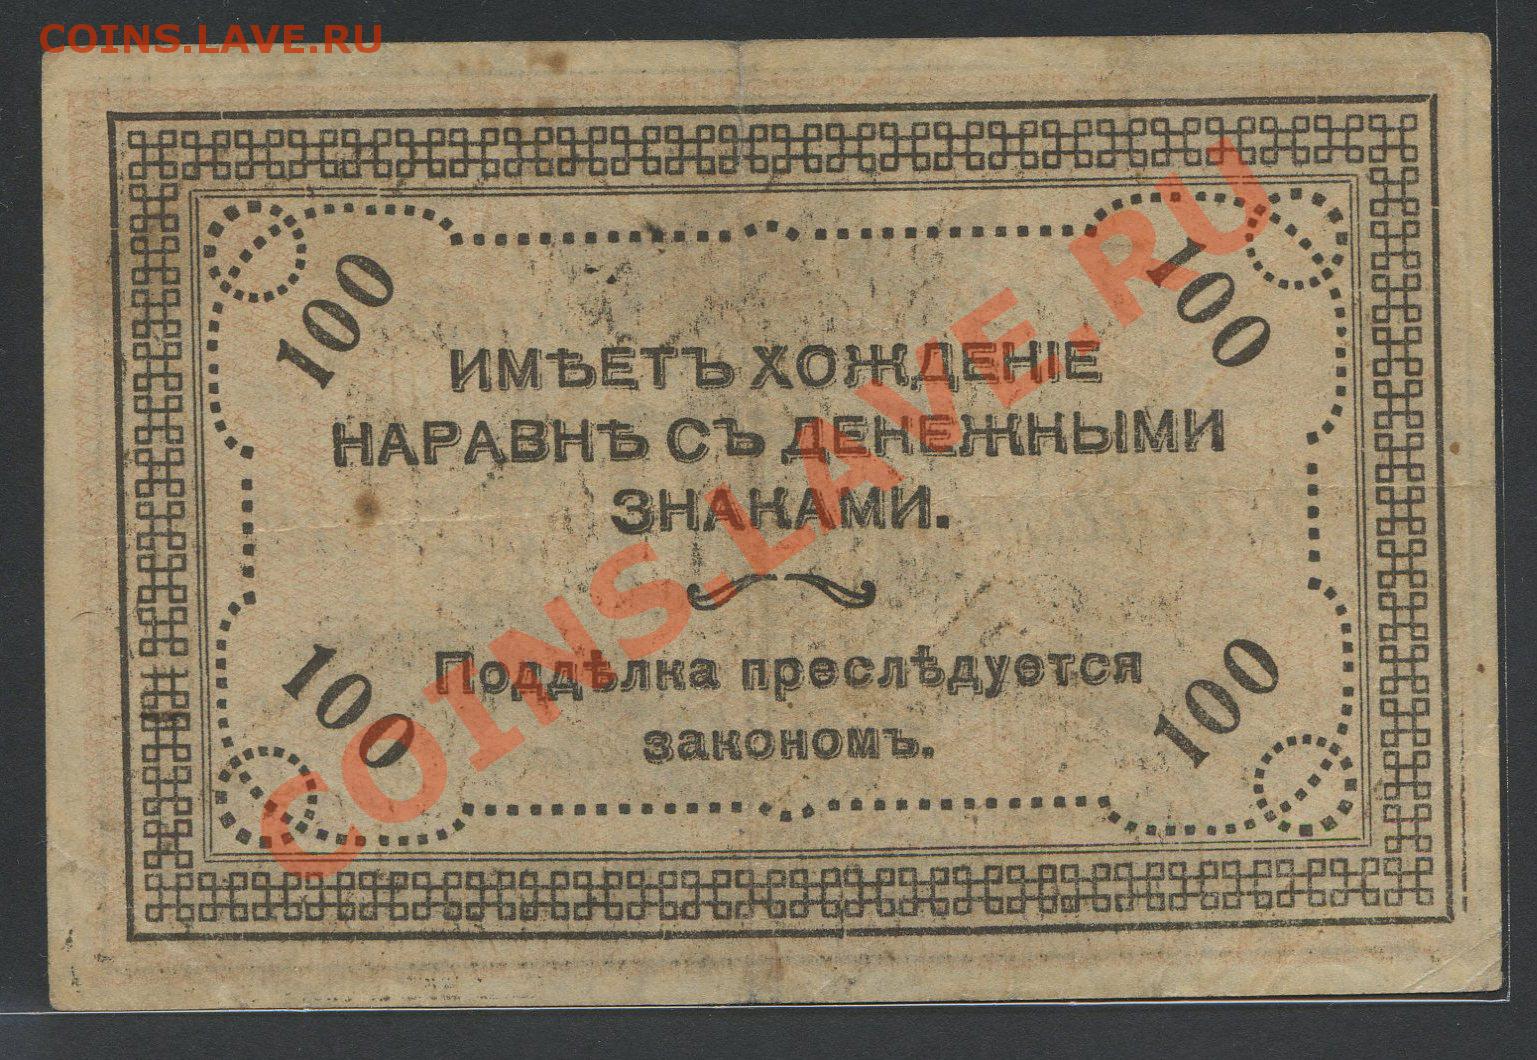 COINS.LAVE.RU
100 100
ИМѢЕТЪ ХОЖДЕНІЕ
НАРАВНѢ СЪ ДЕНЕЖНЫМИ
ЗНАКАМИ.
Поддѣлка преслѣдуется
закономъ.
100 100
COINS.LAVE.RU